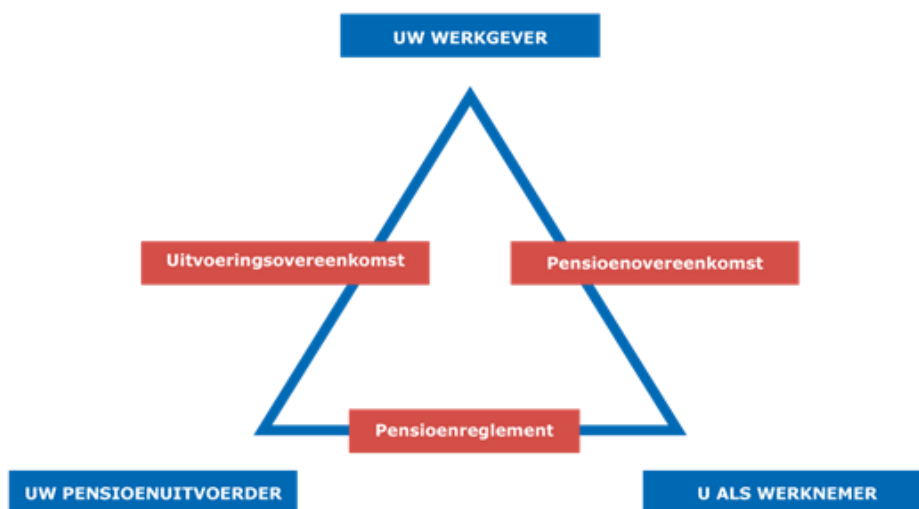 UW WERKGEVER
Uitvoeringsovereenkomst
Pensioenovereenkomst
Pensioenreglement
UW PENSIOENUITVOERDER
U ALS WERKNEMER